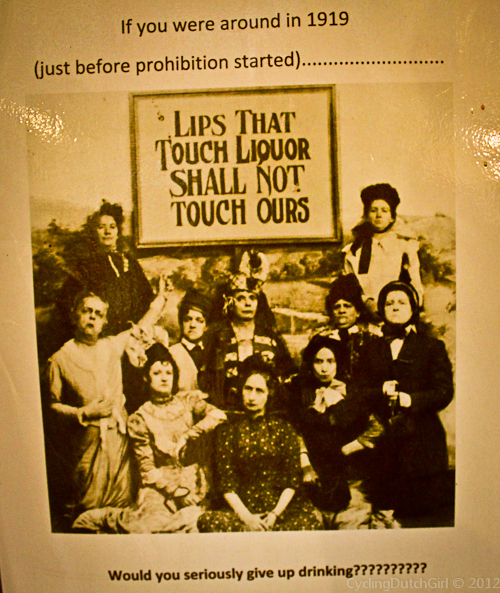 If you were around in 1919
(just before prohibition started)...........................
LIPS THAT
TOUCH LIQUOR
SHALL NOT
TOUCH OURS
Would you seriously give up drinking??????????
CyclingDutchGirl © 2012